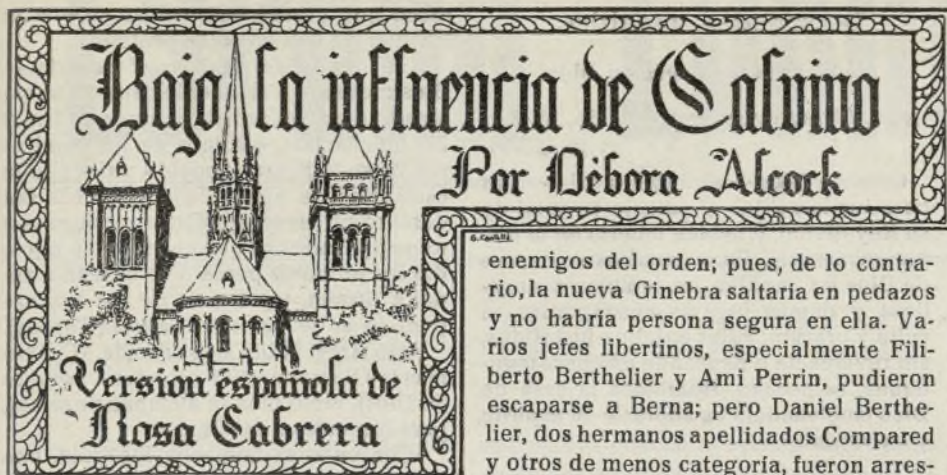 Bajo la influencia de Calvino
Por Débora Alcock
Versión española de
Rosa Cabrera
enemigos del orden; pues, de lo contra-
rio, la nueva Ginebra saltaría en pedazos
y no habría persona segura en ella. Va-
rios jefes libertinos, especialmente Fili-
berto Berthelier y Ami Perrin, pudieron
escaparse a Berna; pero Daniel Berthe-
lier, dos hermanos apellidados Compared
y otros de menos categoría, fueron arres-